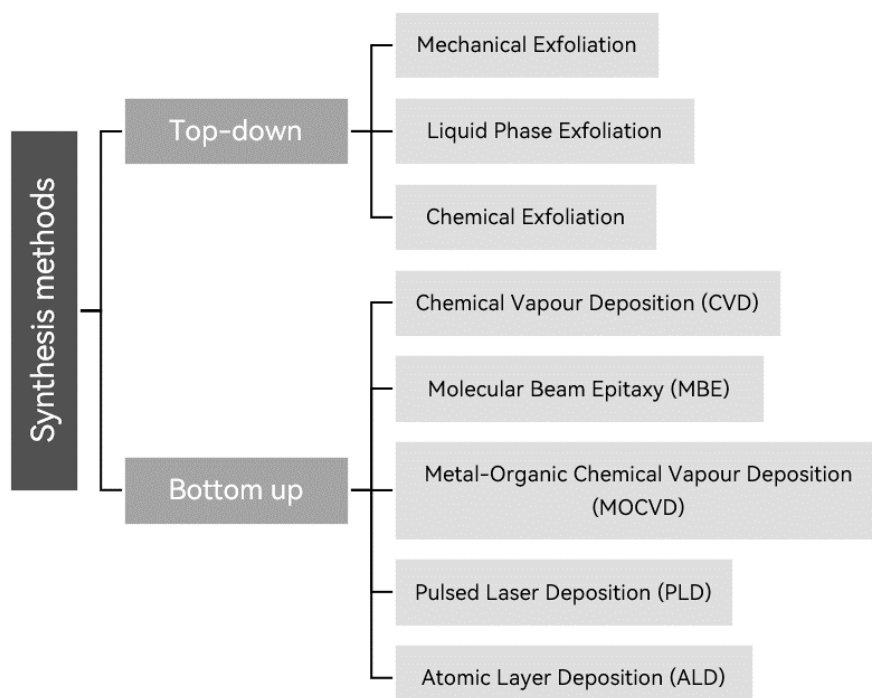 Synthesis methods
Top-down
Mechanical Exfoliation
Liquid Phase Exfoliation
Chemical Exfoliation
Bottom up
Chemical Vapour Deposition (CVD)
Molecular Beam Epitaxy (MBE)
Metal-Organic Chemical Vapour Deposition
(MOCVD)
Pulsed Laser Deposition (PLD)
Atomic Layer Deposition (ALD)